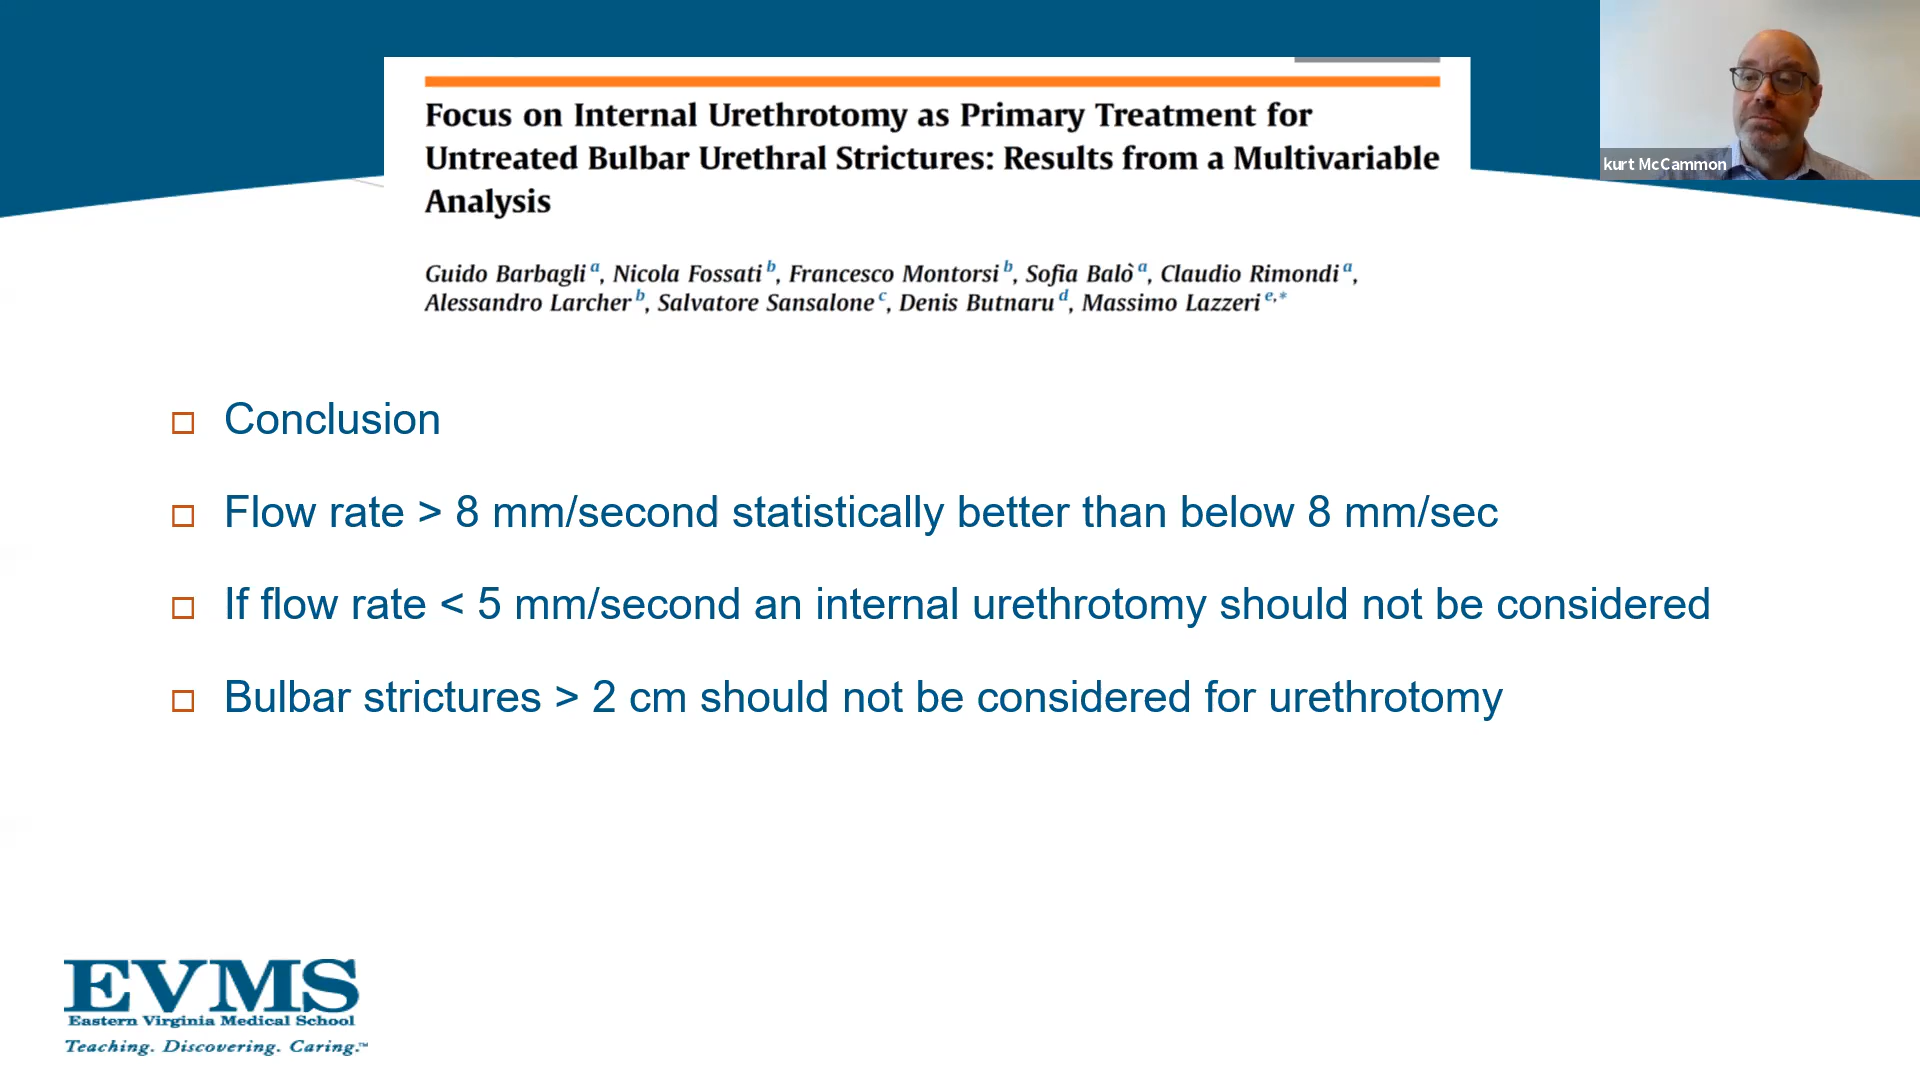 Focus on Internal Urethrotomy as Primary Treatment for
Untreated Bulbar Urethral Strictures: Results from a Multivariable
Analysis
Guido Barbagli a, Nicola Fossati b, Francesco Montorsi b, Sofia Balò a, Claudio Rimondi a,
Alessandro Larcher b, Salvatore Sansalone c, Denis Butnaru d, Massimo Lazzeri e,*
kurt McCammon
Conclusion
Flow rate > 8 mm/second statistically better than below 8 mm/sec
If flow rate < 5 mm/second an internal urethrotomy should not be considered
Bulbar strictures > 2 cm should not be considered for urethrotomy
EVMS
Eastern Virginia Medical School
Teaching. Discovering. Caring.™